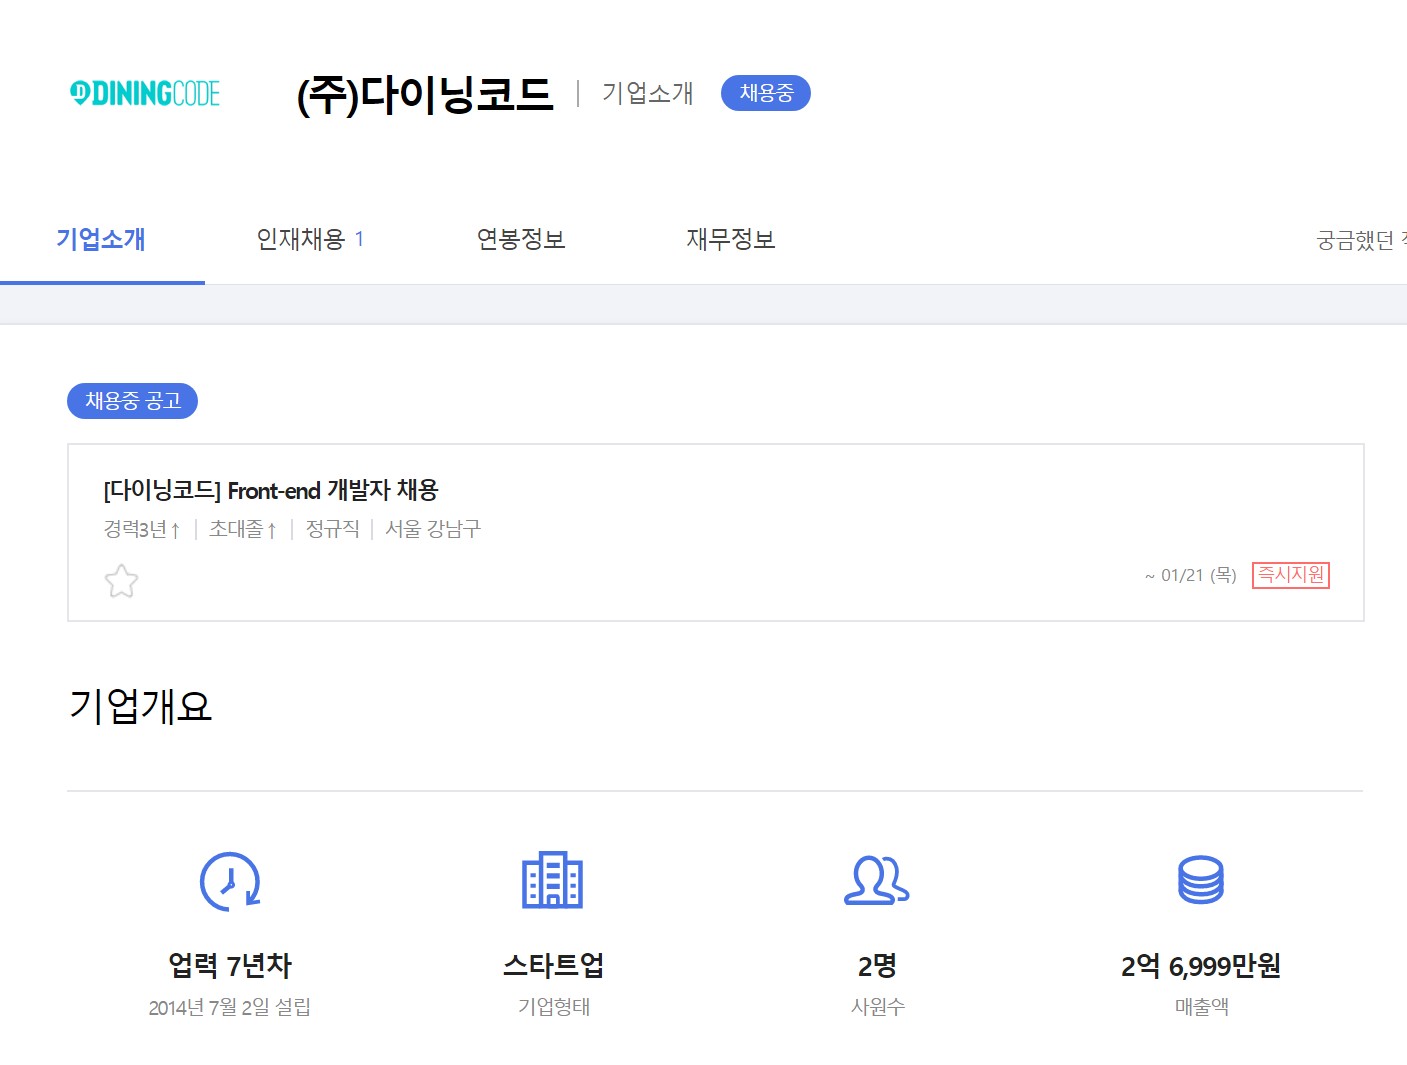 DININGCODE
(주)다이닝코드 | 기업소개 채용중
기업소개 인재채용 1 연봉정보 재무정보 궁금했던
채용중 공고
[다이닝코드] Front-end 개발자 채용
경력3년↑ | 초대졸↑ | 정규직 | 서울 강남구
~ 01/21 (목) 즉시지원
기업개요
업력 7년차 스타트업 2명 2억 6,999만원
2014년 7월 2일 설립 기업형태 사원수 매출액